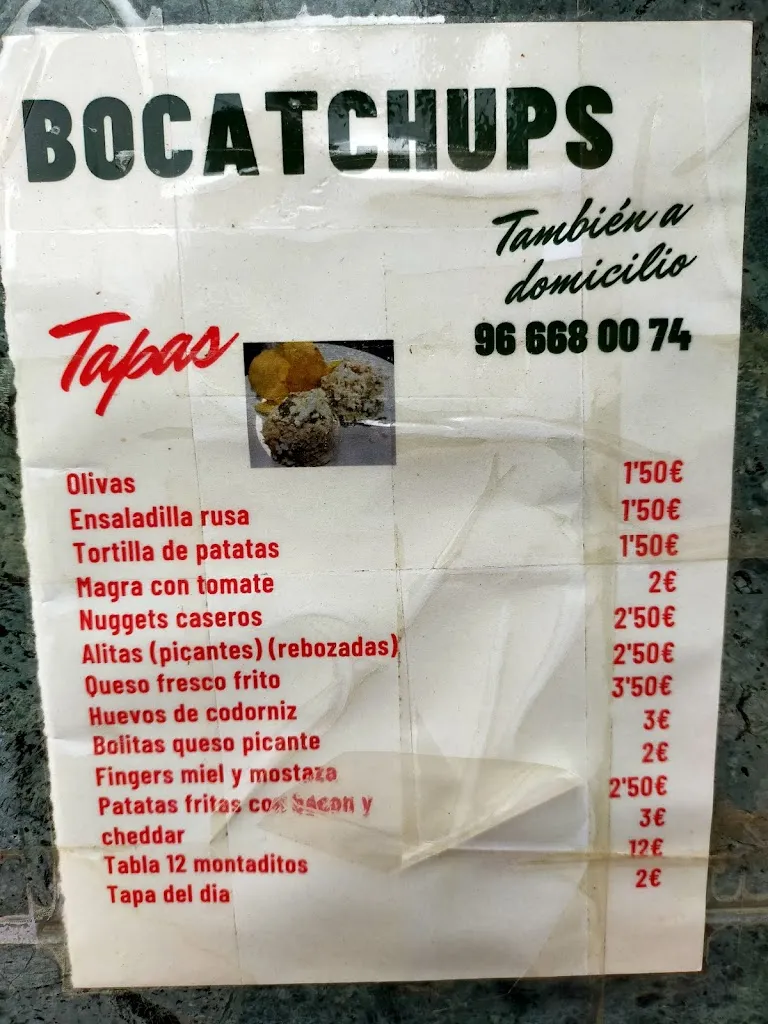 BOCATCHUPS
También a
domicilio
96 668 00 74
Tapas
Olivas 1'50€
Ensaladilla rusa 1'50€
Tortilla de patatas 1'50€
Magra con tomate 2€
Nuggets caseros 2'50€
Alitas (picantes) (rebozadas) 2'50€
Queso fresco frito 3'50€
Huevos de codorniz 3€
Bolitas queso picante 2€
Fingers miel y mostaza 2'50€
Patatas fritas con bacon y
cheddar 3€
Tabla 12 montaditos 12€
Tapa del dia 2€